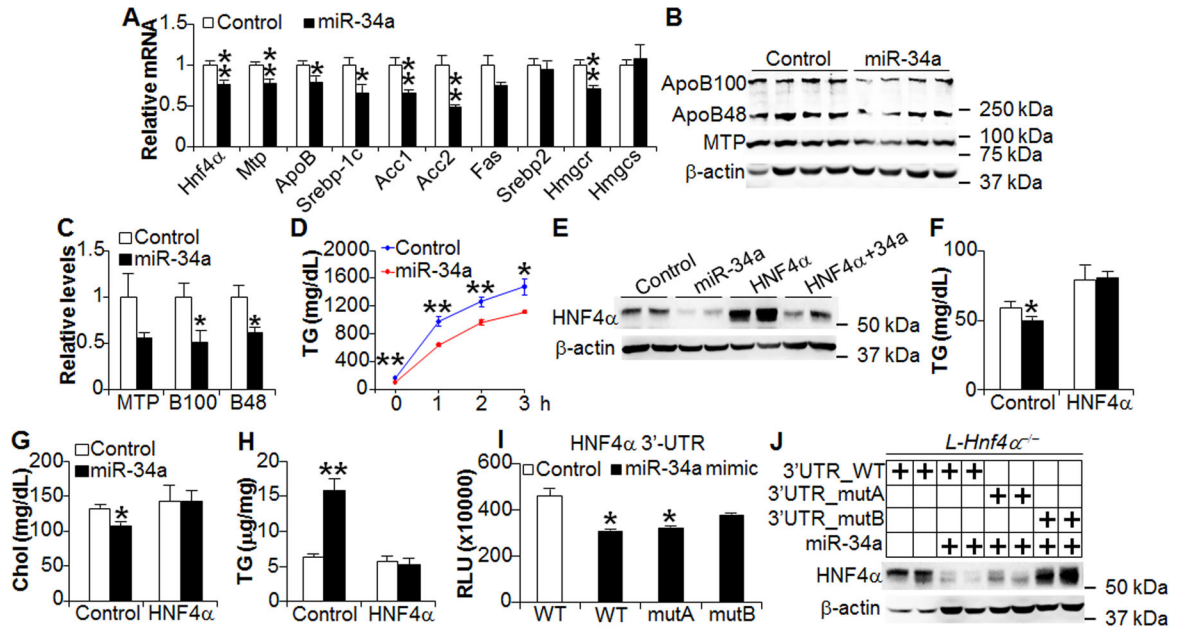 A
Control
miR-34a
Relative mRNA
1.5
1
0.5
0
** ** * * ** ** **
Hnf4α Mtp ApoB Srebp-1c Acc1 Acc2 Fas Srebp2 Hmgcr Hmgcs
B
Control miR-34a
ApoB100
ApoB48
MTP
β-actin
250 kDa
100 kDa
75 kDa
37 kDa
C
Control
miR-34a
Relative levels
1.5
1
0.5
0
* *
MTP B100 B48
D
TG (mg/dL)
2000
1600
1200
800
400
0
Control
miR-34a
** ** ** *
0 1 2 3 h
E
Control miR-34a HNF4α HNF4α+34a
HNF4α
β-actin
50 kDa
37 kDa
F
TG (mg/dL)
100
50
0
*
Control HNF4α
G
Control
miR-34a
Chol (mg/dL)
200
150
100
50
0
*
Control HNF4α
H
TG (µg/mg)
20
15
10
5
0
**
Control HNF4α
I
HNF4α 3'-UTR
Control miR-34a mimic
RLU (x10000)
600
400
200
0
* *
WT WT mutA mutB
J
L-Hnf4α-/-
3'UTR_WT + + + +
3'UTR_mutA + +
3'UTR_mutB + +
miR-34a + + + + + +
HNF4α
β-actin
50 kDa
37 kDa